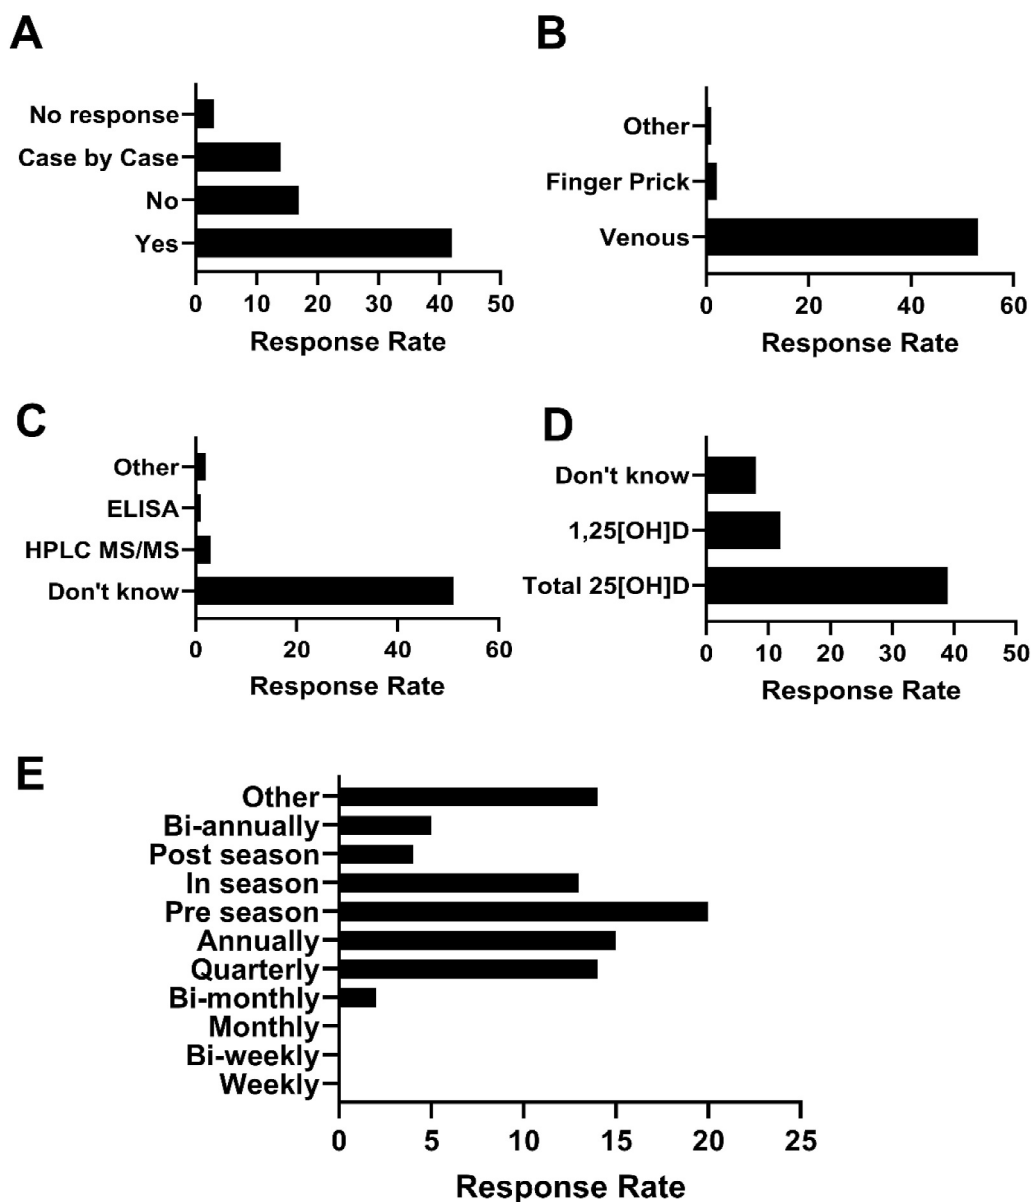 A
No response
Case by Case
No
Yes
0 10 20 30 40 50
Response Rate
B
Other
Finger Prick
Venous
0 20 40 60
Response Rate
C
Other
ELISA
HPLC MS/MS
Don't know
0 20 40 60
Response Rate
D
Don't know
1,25[OH]D
Total 25[OH]D
0 10 20 30 40 50
Response Rate
E
Other
Bi-annually
Post season
In season
Pre season
Annually
Quarterly
Bi-monthly
Monthly
Bi-weekly
Weekly
0 5 10 15 20 25
Response Rate